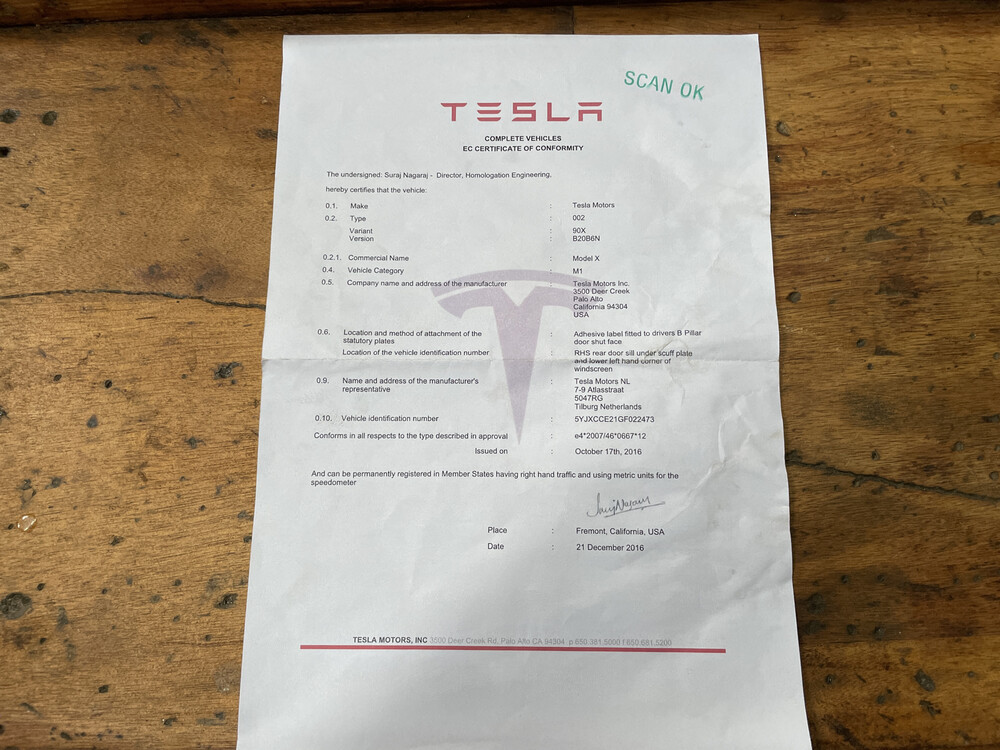 SCAN OK
TESLA
COMPLETE VEHICLES
EC CERTIFICATE OF CONFORMITY
The undersigned: Suraj Nagaraj - Director, Homologation Engineering,
hereby certifies that the vehicle:
0.1. Make : Tesla Motors
0.2. Type : 002
Variant : 90X
Version : B20B6N
0.2.1. Commercial Name : Model X
0.4. Vehicle Category : M1
0.5. Company name and address of the manufacturer : Tesla Motors Inc.
3500 Deer Creek
Palo Alto
California 94304
USA
0.6. Location and method of attachment of the : Adhesive label fitted to drivers B Pillar
statutory plates door shut face
Location of the vehicle identification number : RHS rear door sill under scuff plate
and lower left hand corner of
windscreen
0.9. Name and address of the manufacturer's : Tesla Motors NL
representative 7-9 Atlasstraat
5047RG
Tilburg Netherlands
0.10. Vehicle identification number : 5YJXCCE21GF022473
Conforms in all respects to the type described in approval : e4*2007/46*0667*12
Issued on : October 17th, 2016
And can be permanently registered in Member States having right hand traffic and using metric units for the
speedometer
Place : Fremont, California, USA
Date : 21 December 2016
TESLA MOTORS, INC 3500 Deer Creek Rd, Palo Alto CA 94304 p 650.381.5000 f 650.681.5200